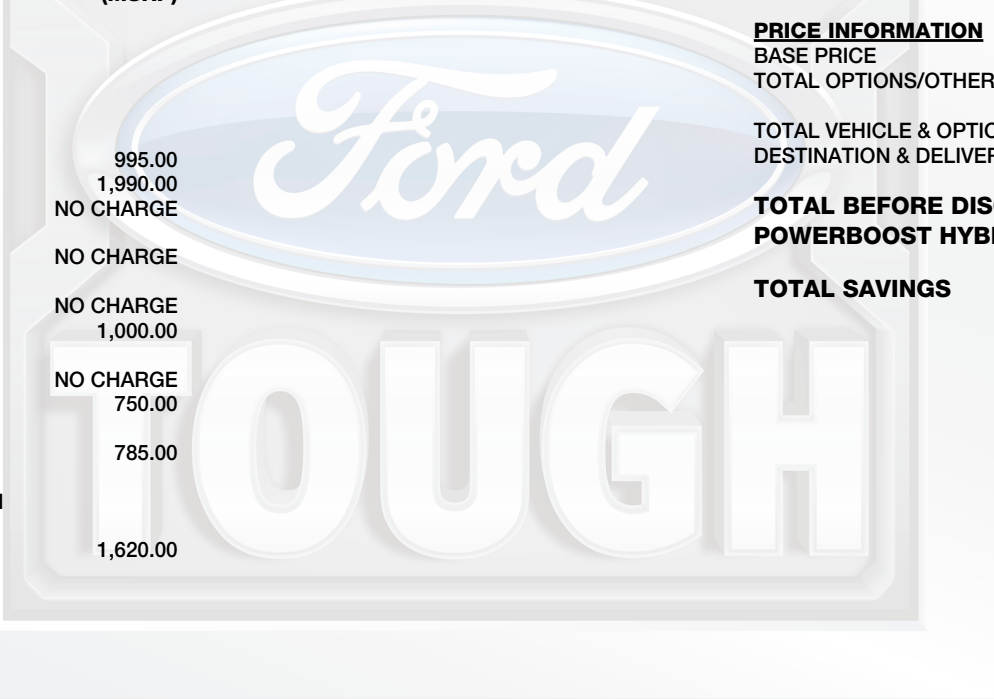 (MSRP)
995.00
1,990.00
NO CHARGE
NO CHARGE
NO CHARGE
1,000.00
NO CHARGE
750.00
785.00
1,620.00
PRICE INFORMATION
BASE PRICE
TOTAL OPTIONS/OTHER
TOTAL VEHICLE & OPTIO
DESTINATION & DELIVER
TOTAL BEFORE DIS
POWERBOOST HYB
TOTAL SAVINGS
Ford
TOUGH